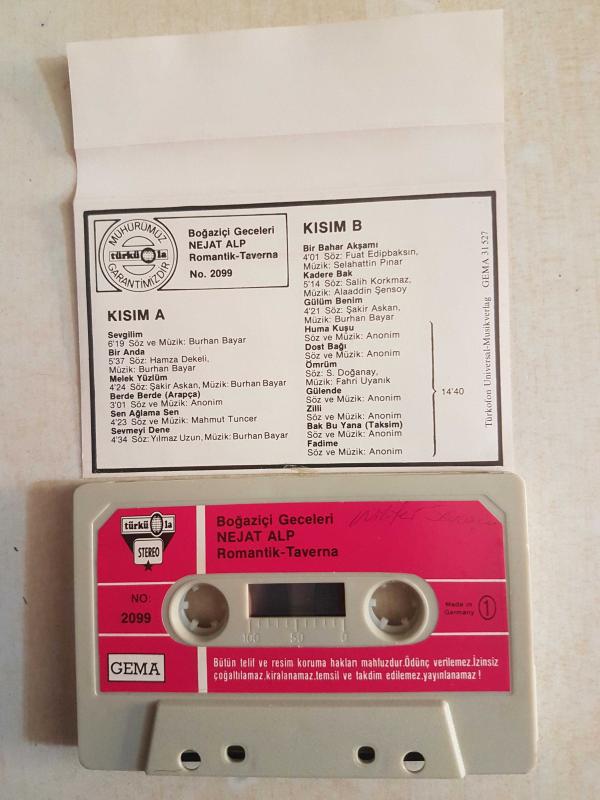 MÜHÜRÜMÜZ
türkü la
GARANTİMİZDİR
Boğaziçi Geceleri
NEJAT ALP
Romantik-Taverna
No. 2099
KISIM A
Sevgilim
6'19 Söz ve Müzik: Burhan Bayar
Bir Anda
5'37 Söz: Hamza Dekeli,
Müzik: Burhan Bayar
Melek Yüzlüm
4'24 Söz: Şakir Askan, Müzik: Burhan Bayar
Berde Berde (Arapça)
3'01 Söz ve Müzik: Anonim
Sen Ağlama Sen
4'23 Söz ve Müzik: Mahmut Tuncer
Sevmeyi Dene
4'34 Söz: Yılmaz Uzun, Müzik: Burhan Bayar
KISIM B
Bir Bahar Akşamı
4'01 Söz: Fuat Edipbaksın,
Müzik: Selahattin Pınar
Kadere Bak
5'14 Söz: Salih Korkmaz,
Müzik: Alaaddin Şensoy
Gülüm Benim
4'21 Söz: Şakir Askan,
Müzik: Burhan Bayar
Huma Kuşu
Söz ve Müzik: Anonim
Dost Bağı
Söz ve Müzik: Anonim
Ömrüm
Söz: S. Doğanay,
Müzik: Fahri Uyanık
Gülende
Söz ve Müzik: Anonim
Zilli
Söz ve Müzik: Anonim
Bak Bu Yana (Taksim)
Söz ve Müzik: Anonim
Fadime
Söz ve Müzik: Anonim
14'40
Türkofon Universal-Musikverlag GEMA 31 527
türkü la
STEREO
Boğaziçi Geceleri
NEJAT ALP
Romantik-Taverna
NO:
2099
100 50 0
Made in
Germany
1
GEMA
Bütün telif ve resim koruma hakları mahfuzdur.Ödünç verilemez.İzinsiz
çoğaltılamaz,kiralanamaz,temsil ve takdim edilemez,yayınlanamaz!